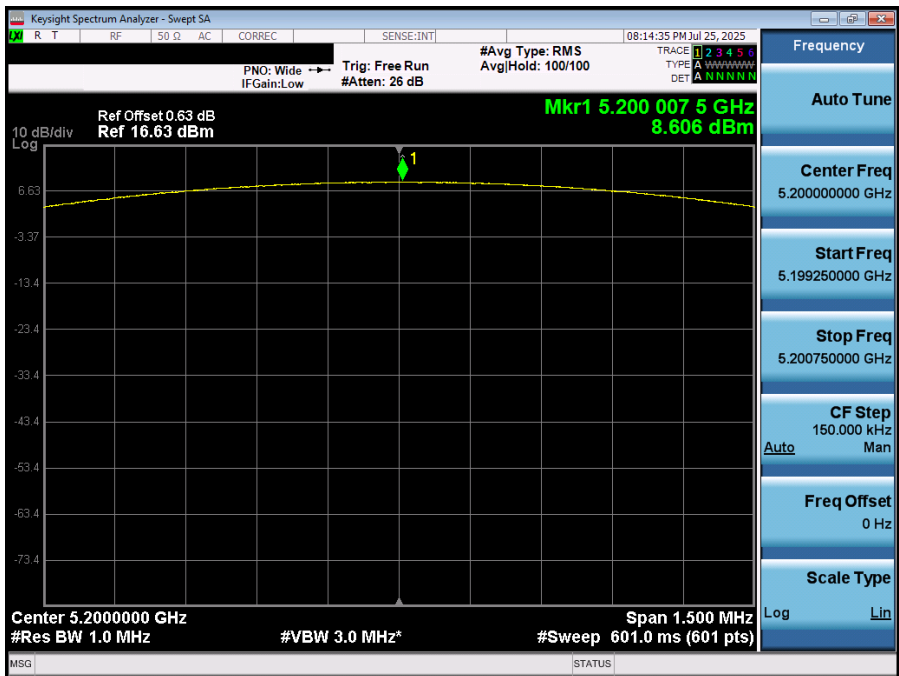 Keysight Spectrum Analyzer - Swept SA
LXI R T RF 50 Ω AC CORREC SENSE:INT 08:14:35 PM Jul 25, 2025
PNO: Wide
IFGain:Low
Trig: Free Run
#Atten: 26 dB
#Avg Type: RMS
Avg|Hold: 100/100
TRACE 1 2 3 4 5 6
TYPE A WWWWW
DET A N N N N N
Mkr1 5.200 007 5 GHz
8.606 dBm
Ref Offset 0.63 dB
10 dB/div Ref 16.63 dBm
Log
1
6.63
-3.37
-13.4
-23.4
-33.4
-43.4
-53.4
-63.4
-73.4
Center 5.2000000 GHz Span 1.500 MHz
#Res BW 1.0 MHz #VBW 3.0 MHz* #Sweep 601.0 ms (601 pts)
MSG STATUS
Frequency
Auto Tune
Center Freq
5.200000000 GHz
Start Freq
5.199250000 GHz
Stop Freq
5.200750000 GHz
CF Step
150.000 kHz
Auto Man
Freq Offset
0 Hz
Scale Type
Log Lin